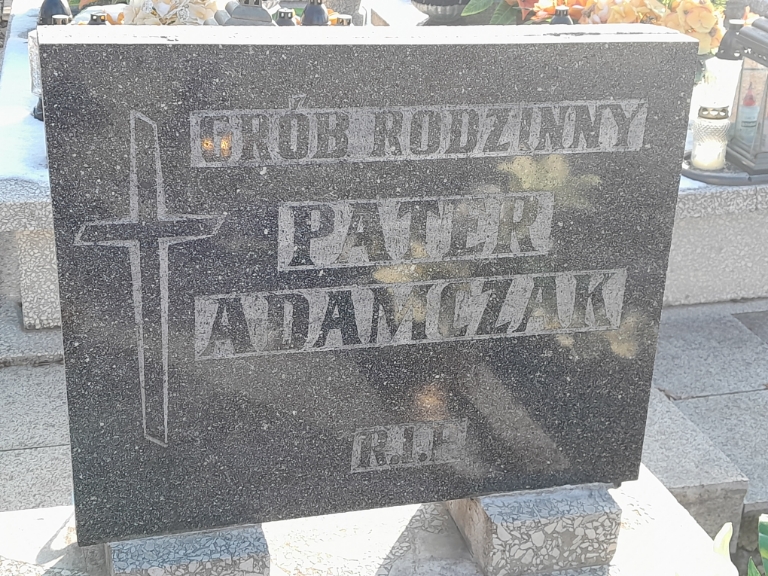 GRÓB RODZINNY
PATER
ADAMCZAK
R.I.P